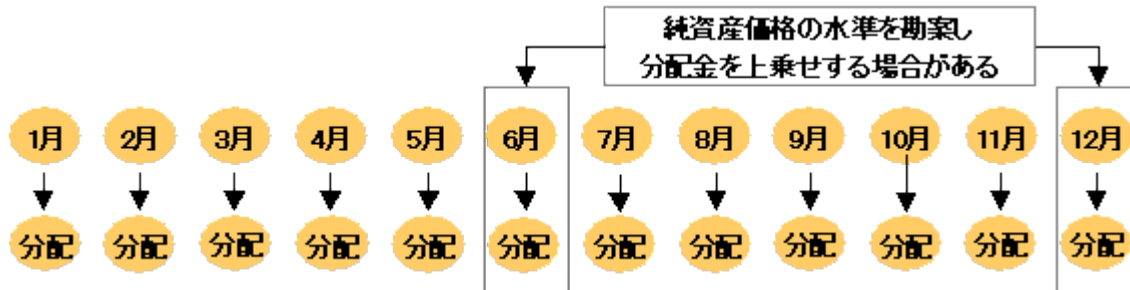 純資産価格の水準を勘案し
分配金を上乗せする場合がある
1月 2月 3月 4月 5月 6月 7月 8月 9月 10月 11月 12月
分配 分配 分配 分配 分配 分配 分配 分配 分配 分配 分配 分配